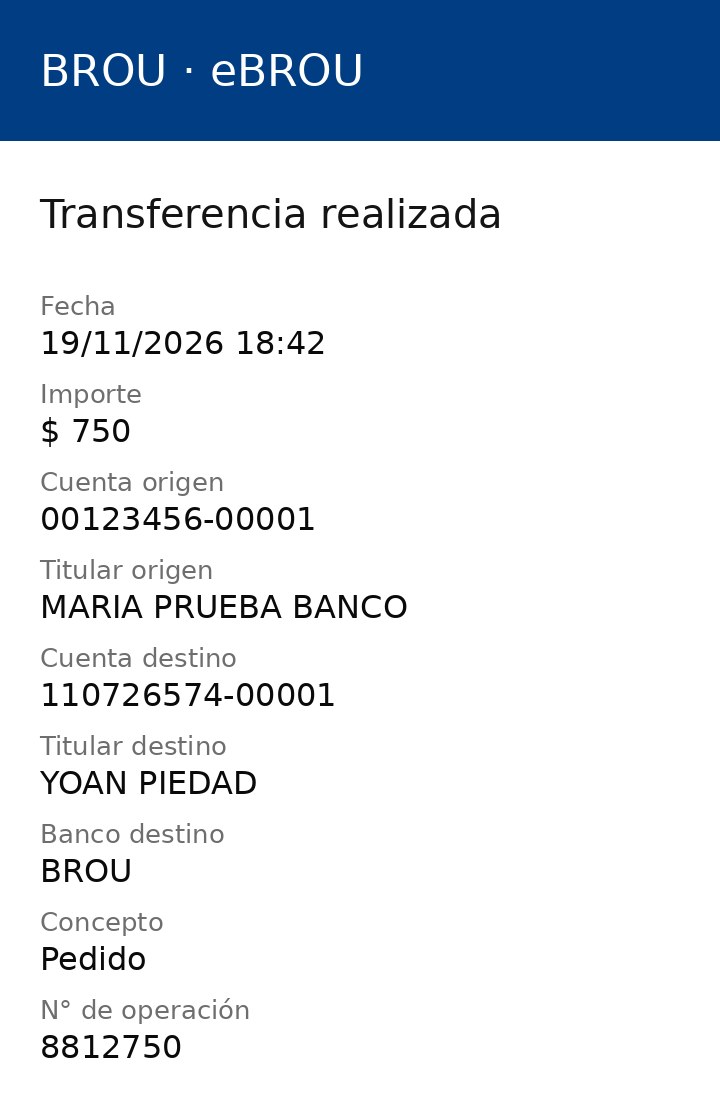 BROU · eBROU
Transferencia realizada
Fecha
19/11/2026 18:42
Importe
$ 750
Cuenta origen
00123456-00001
Titular origen
MARIA PRUEBA BANCO
Cuenta destino
110726574-00001
Titular destino
YOAN PIEDAD
Banco destino
BROU
Concepto
Pedido
N° de operación
8812750